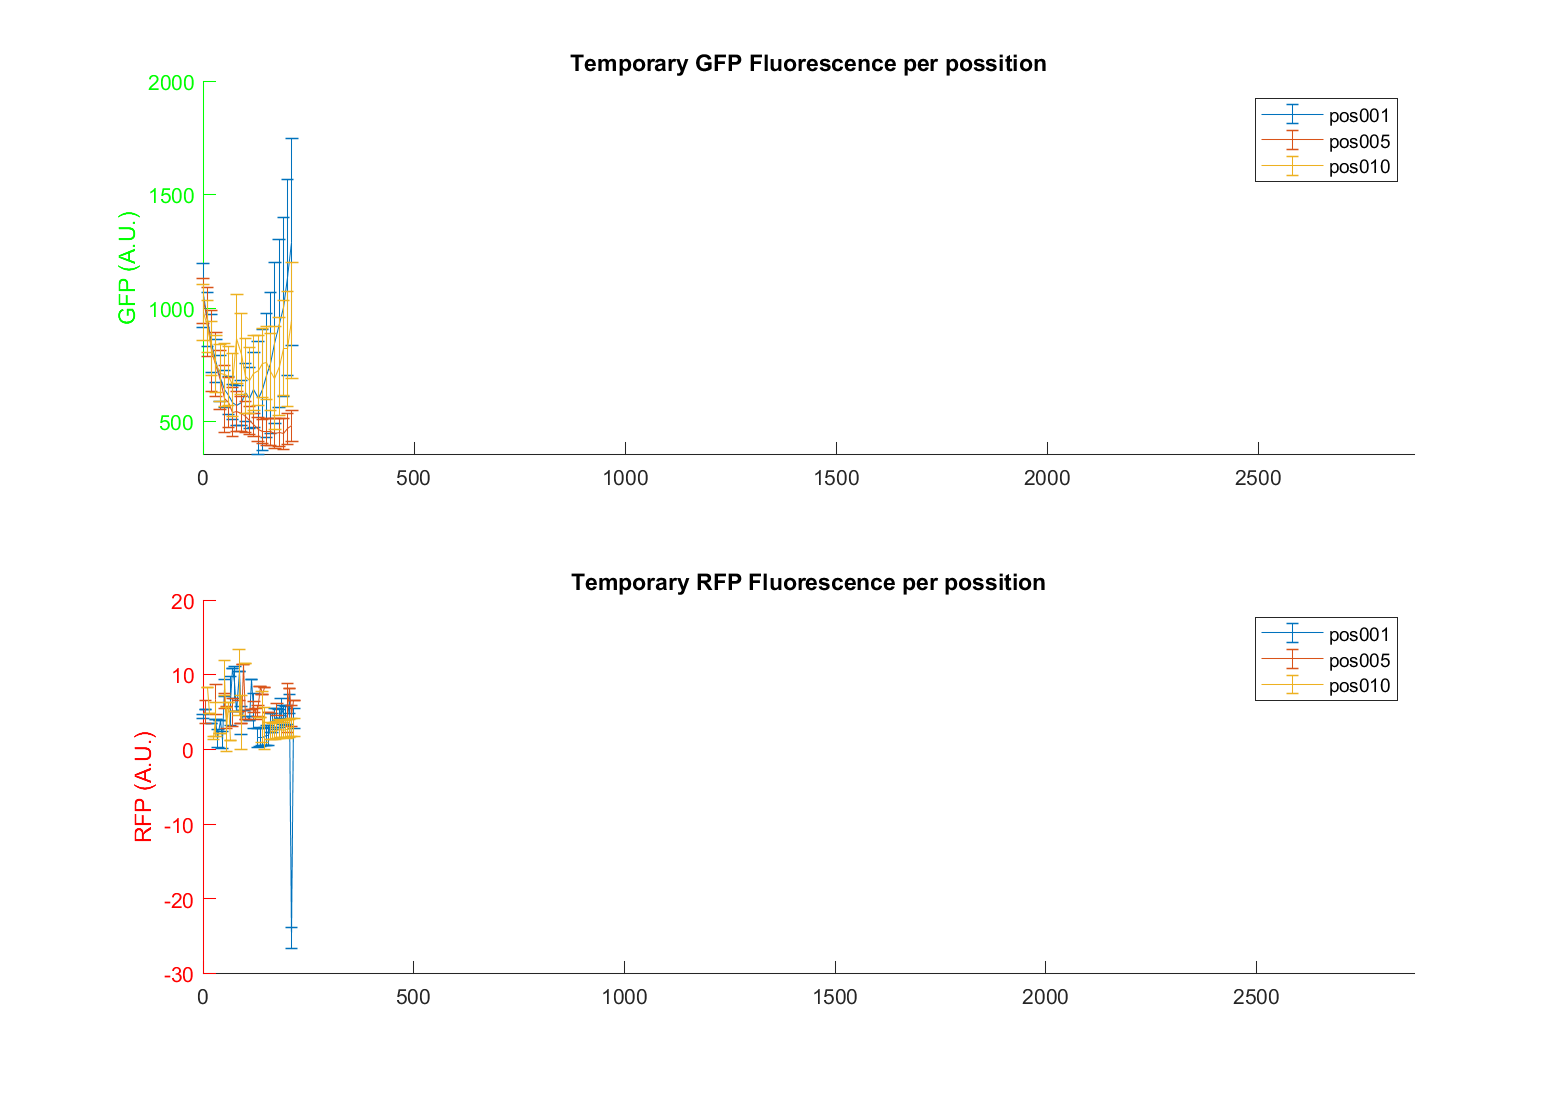 Temporary GFP Fluorescence per possition
2000
1500
1000
500
GFP (A.U.)
pos001
pos005
pos010
0 500 1000 1500 2000 2500
Temporary RFP Fluorescence per possition
20
10
0
-10
-20
-30
RFP (A.U.)
pos001
pos005
pos010
0 500 1000 1500 2000 2500